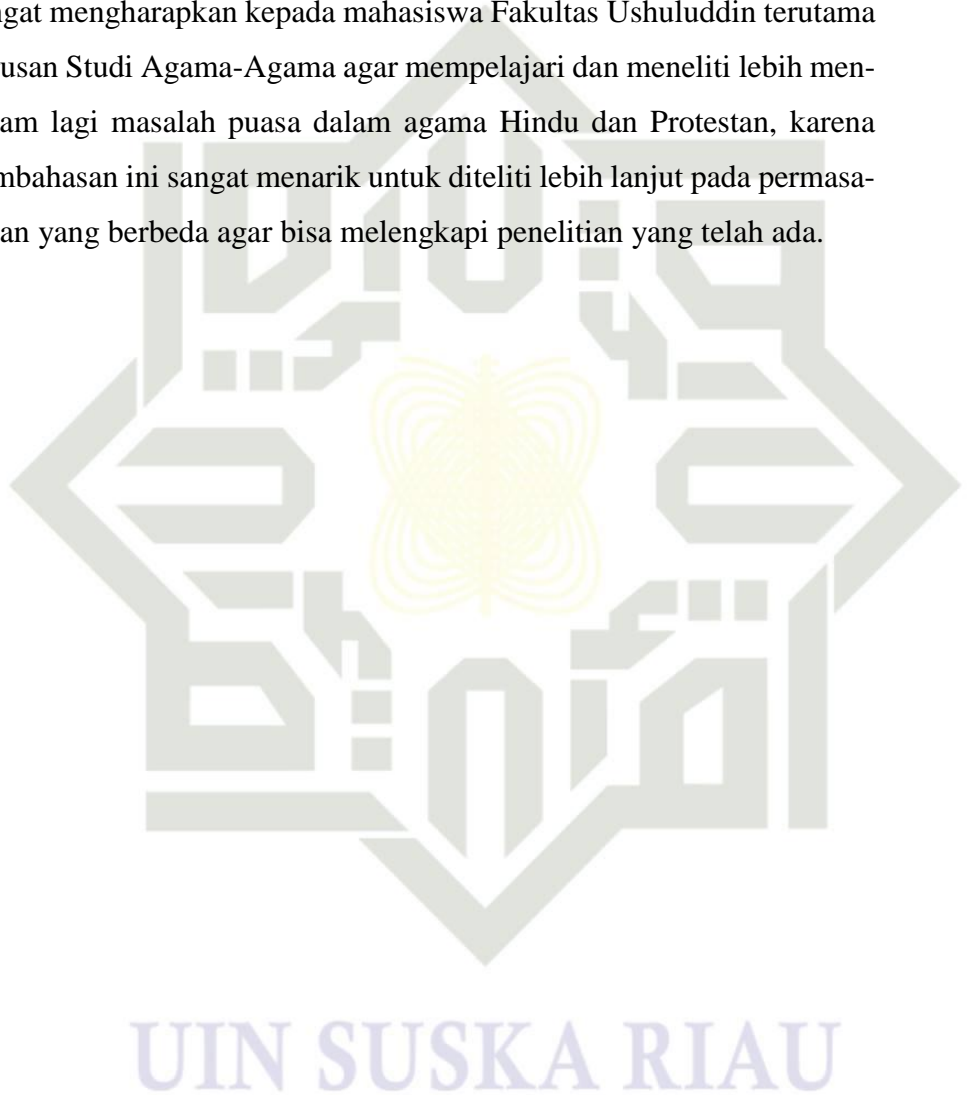 ngat mengharapkan kepada mahasiswa Fakultas Ushuluddin terutama
usan Studi Agama-Agama agar mempelajari dan meneliti lebih men-
am lagi masalah puasa dalam agama Hindu dan Protestan, karena
mbahasan ini sangat menarik untuk diteliti lebih lanjut pada permasa-
an yang berbeda agar bisa melengkapi penelitian yang telah ada.
UIN SUSKA RIAU